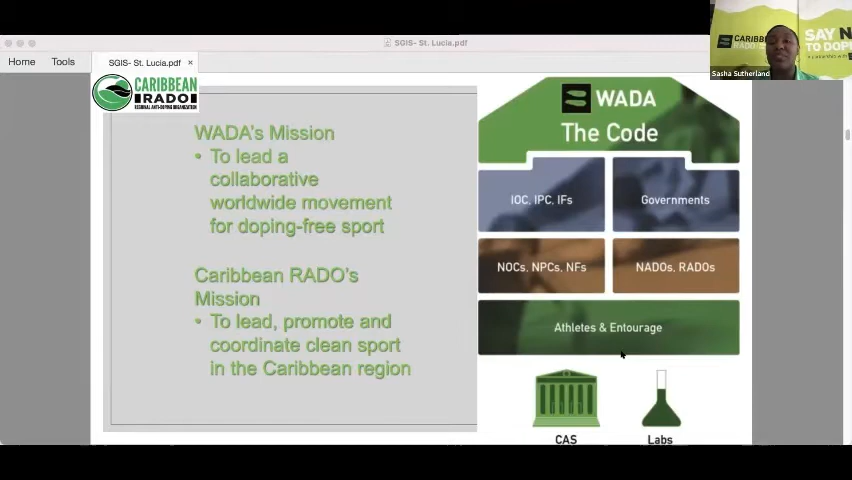 SGIS- St. Lucia.pdf
Home
Tools
SGIS- St. Lucia.pdf
×
CARIBBEAN
RADO
REGIONAL ANTI-DOPING ORGANIZATION
WADA's Mission
• To lead a
collaborative
worldwide movement
for doping-free sport
Caribbean RADO's
Mission
• To lead, promote and
coordinate clean sport
in the Caribbean region
WADA
The Code
IOC, IPC, IFs
Governments
NOCs, NPCs, NFs
NADOs, RADOs
Athletes & Entourage
CAS
Labs
RADO
SAY
TO
Sasha Sutherland